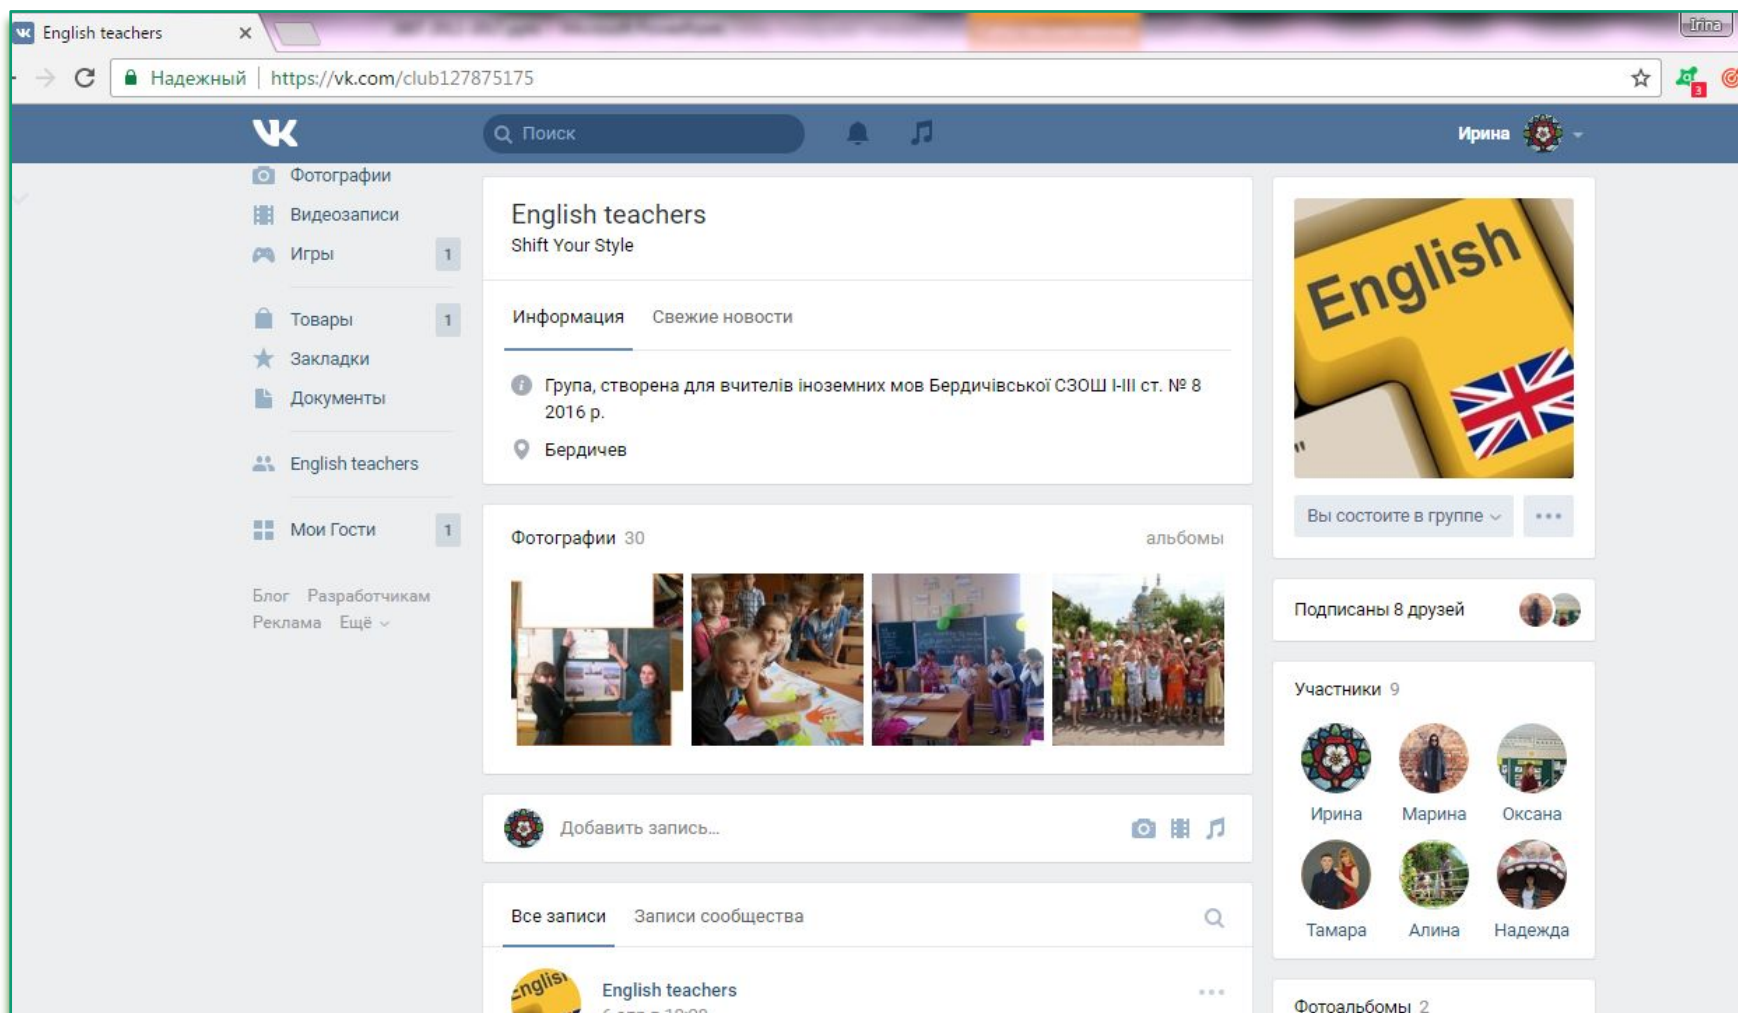 English teachers
Irina
Надежный | https://vk.com/club127875175
Поиск
Ирина
Фотографии
Видеозаписи
Игры 1
Товары 1
Закладки
Документы
English teachers
Мои Гости 1
Блог Разработчикам
Реклама Ещё
English teachers
Shift Your Style
Информация Свежие новости
Група, створена для вчителів іноземних мов Бердичівської СЗОШ І-ІІІ ст. № 8
2016 р.
Бердичев
Фотографии 30 альбомы
Добавить запись...
Все записи Записи сообщества
English teachers
English
English
Вы состоите в группе
Подписаны 8 друзей
Участники 9
Ирина Марина Оксана
Тамара Алина Надежда
Фотоальбомы 2
3